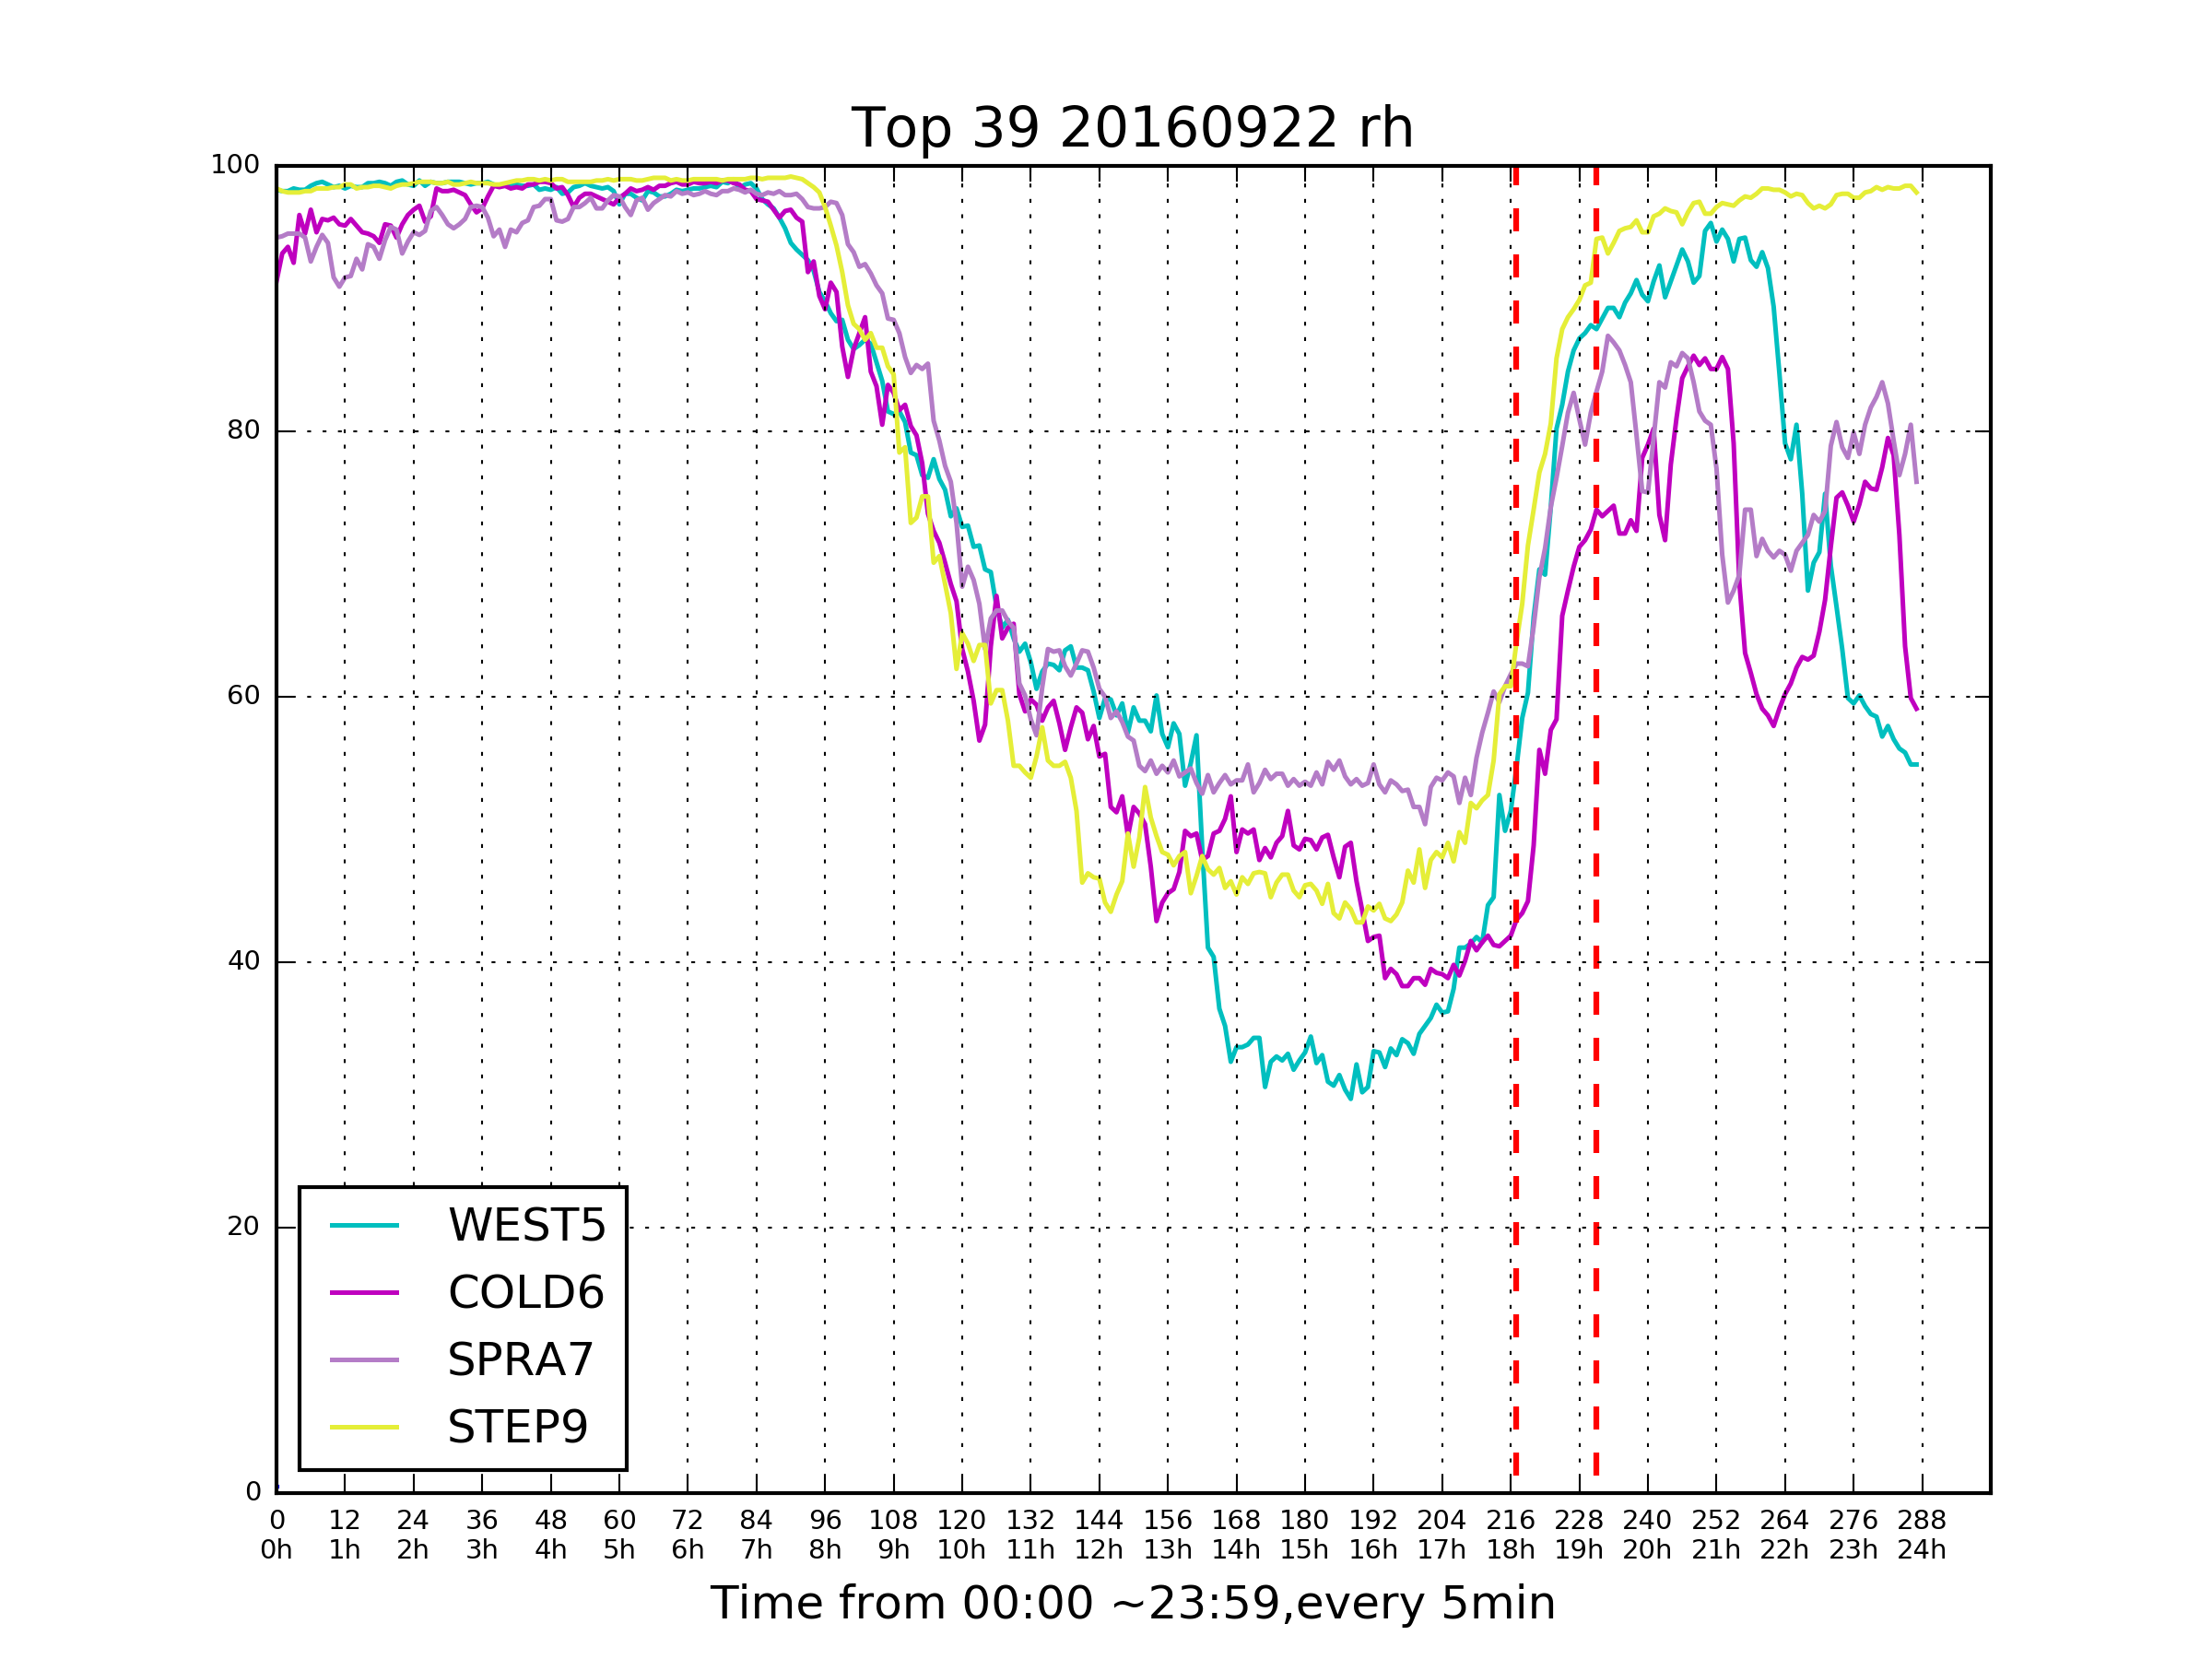 Top 39 20160922 rh
100
80
60
40
20
0
WEST5
COLD6
SPRA7
STEP9
0 12 24 36 48 60 72 84 96 108 120 132 144 156 168 180 192 204 216 228 240 252 264 276 288
0h 1h 2h 3h 4h 5h 6h 7h 8h 9h 10h 11h 12h 13h 14h 15h 16h 17h 18h 19h 20h 21h 22h 23h 24h
Time from 00:00 ~23:59,every 5min